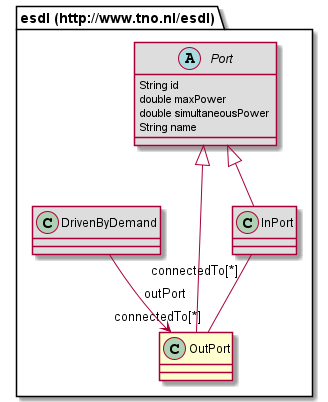 esdl (http://www.tno.nl/esdl)
A Port
String id
double maxPower
double simultaneousPower
String name
C DrivenByDemand
C InPort
connectedTo[*]
outPort
connectedTo[*]
C OutPort